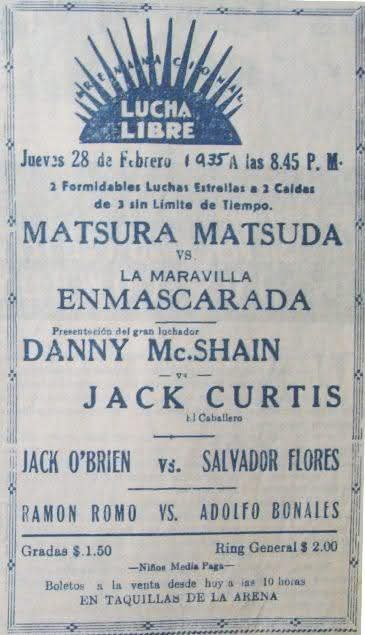 ARENA NACIONAL
LUCHA
LIBRE
Jueves 28 de Febrero 1935 A las 8.45 P. M.
2 Formidables Luchas Estrellas a 2 Caidas
de 3 sin Limite de Tiempo.
MATSURA MATSUDA
VS.
LA MARAVILLA
ENMASCARADA
Presentación del gran luchador
DANNY Mc.SHAIN
— vs —
JACK CURTIS
El Caballero
JACK O'BRIEN vs. SALVADOR FLORES
RAMON ROMO VS. ADOLFO BONALES
Gradas $.1.50 Ring General $ 2.00
—Niños Media Paga—
Boletos a la venta desde hoy a las 10 horas
EN TAQUILLAS DE LA ARENA